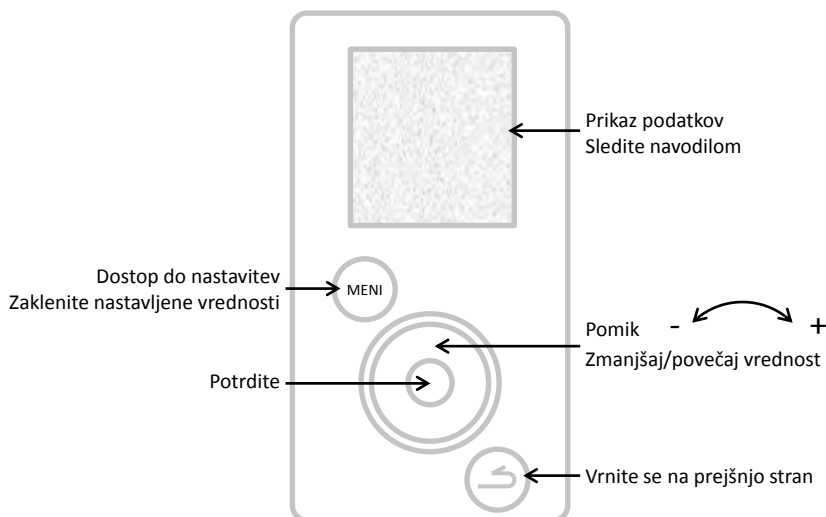 Prikaz podatkov
Sledite navodilom
Dostop do nastavitev
Zaklenite nastavljene vrednosti
MENI
Pomik - +
Zmanjšaj/povečaj vrednost
Potrdite
Vrnite se na prejšnjo stran